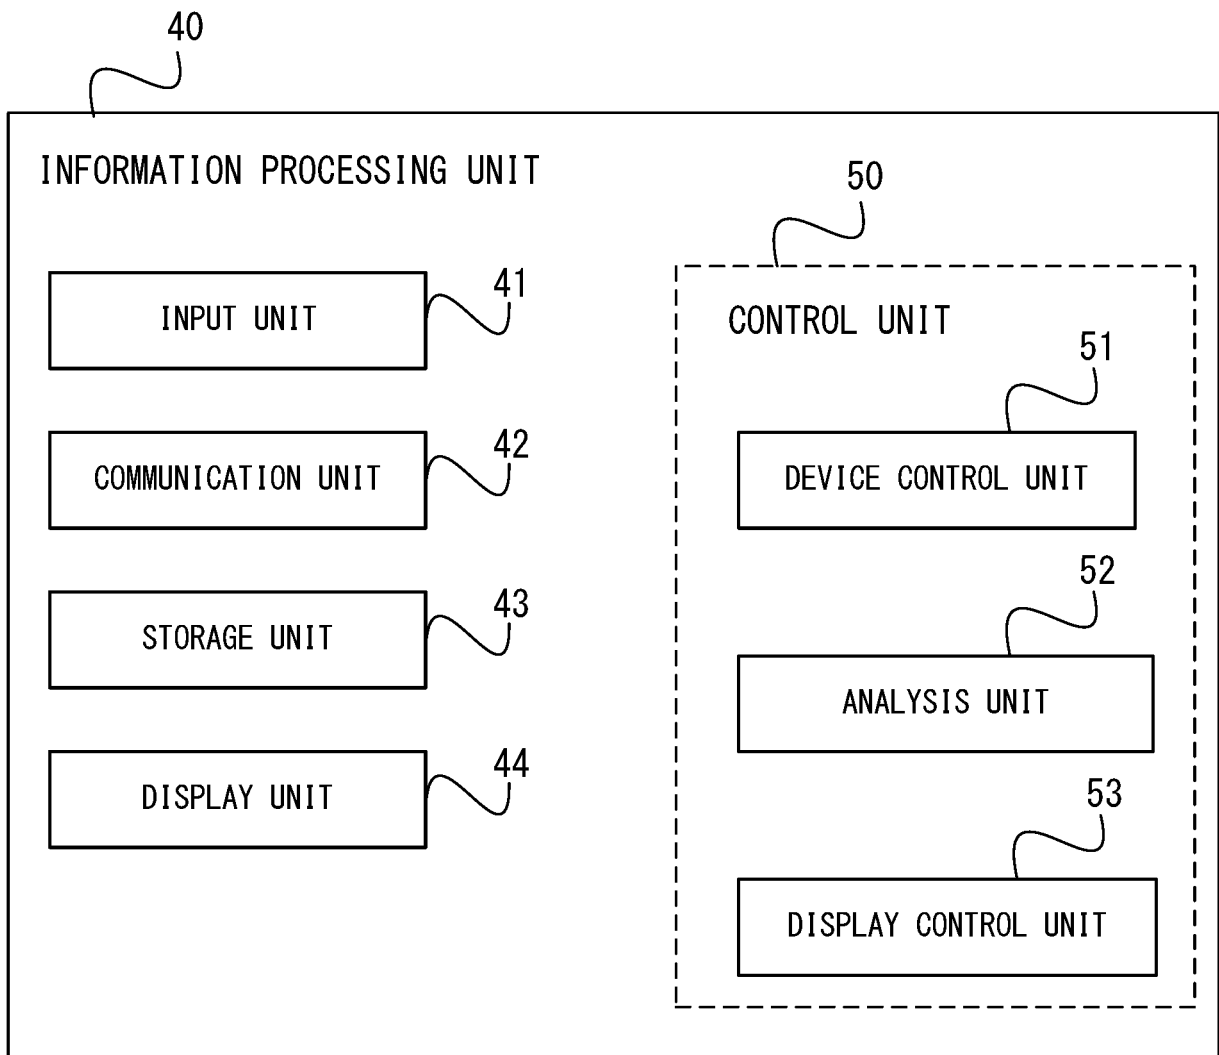 40
INFORMATION PROCESSING UNIT
INPUT UNIT
41
COMMUNICATION UNIT
42
STORAGE UNIT
43
DISPLAY UNIT
44
50
CONTROL UNIT
51
DEVICE CONTROL UNIT
52
ANALYSIS UNIT
53
DISPLAY CONTROL UNIT